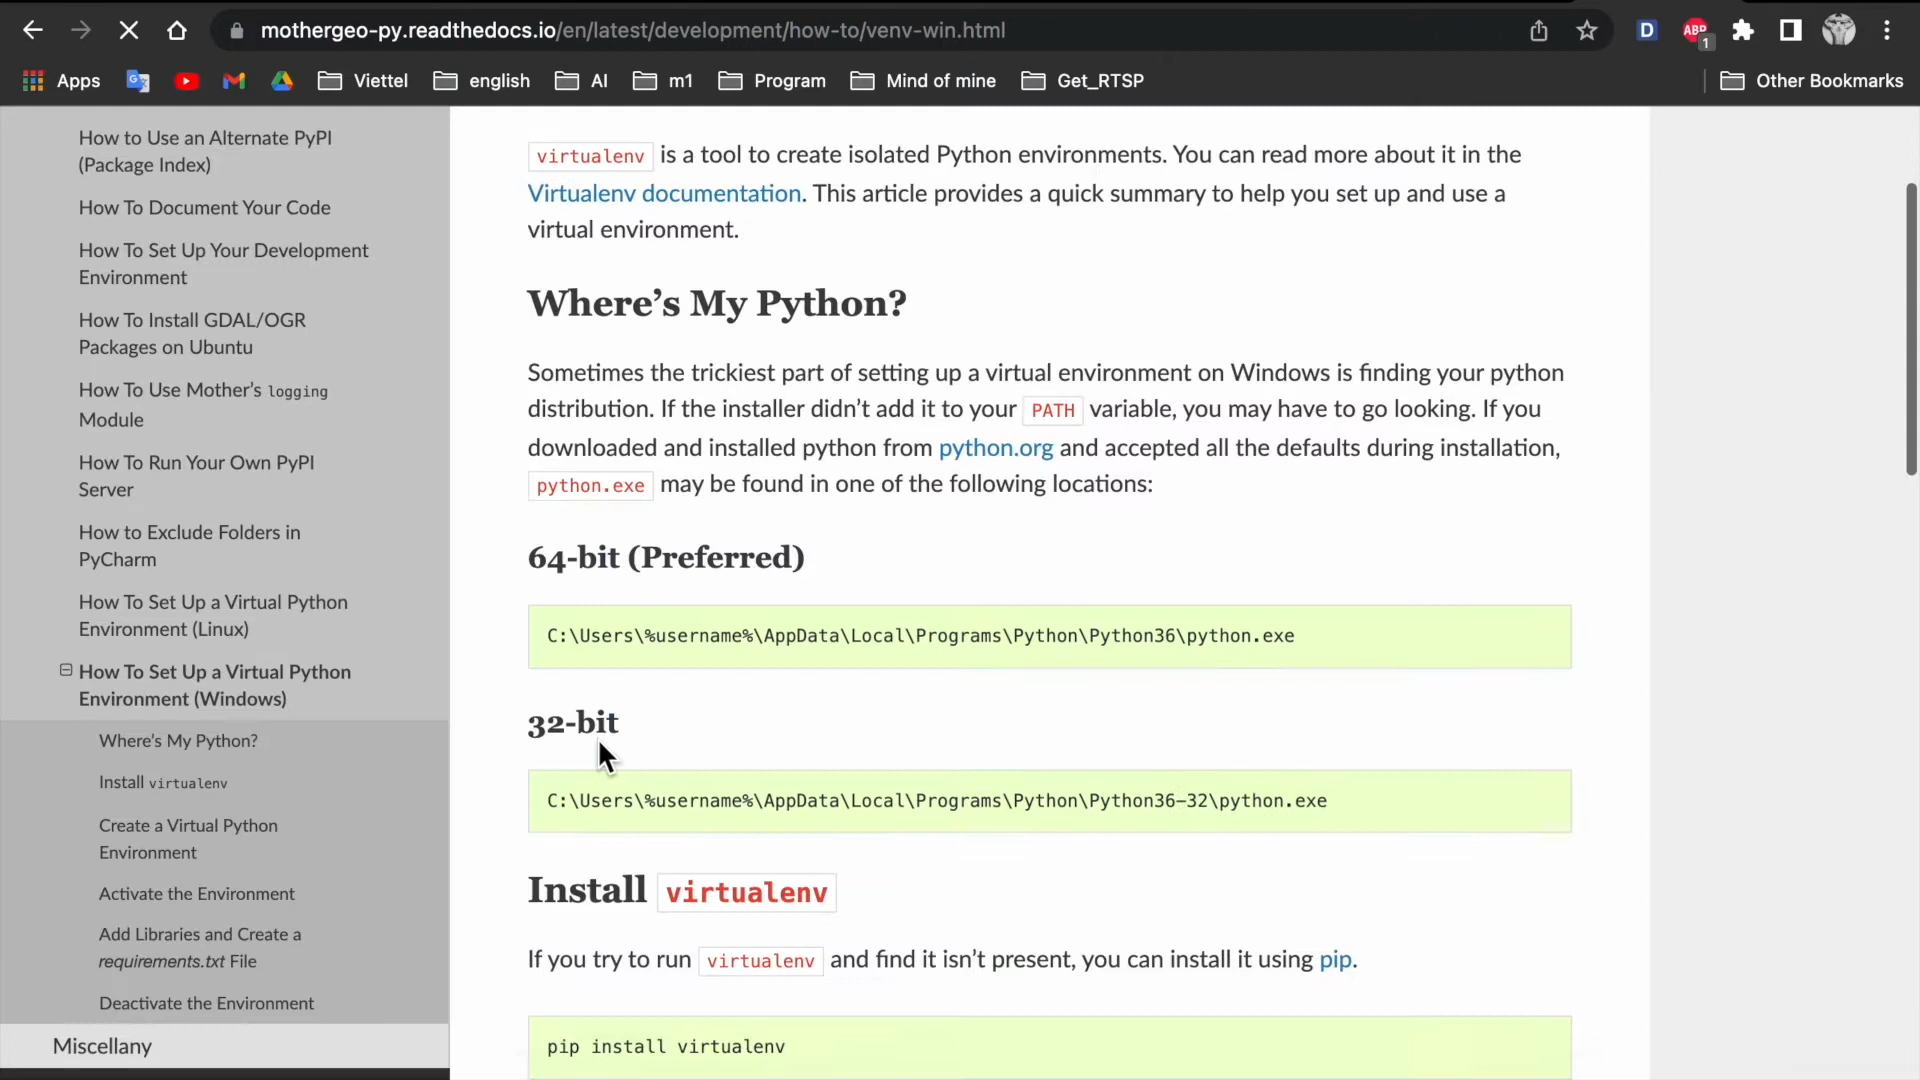 mothergeo-py.readthedocs.io/en/latest/development/how-to/venv-win.html
D
ABP
1
Apps
Viettel
english
AI
m1
Program
Mind of mine
Get_RTSP
Other Bookmarks
How to Use an Alternate PyPI
(Package Index)
How To Document Your Code
How To Set Up Your Development
Environment
How To Install GDAL/OGR
Packages on Ubuntu
How To Use Mother’s logging
Module
How To Run Your Own PyPI
Server
How to Exclude Folders in
PyCharm
How To Set Up a Virtual Python
Environment (Linux)
How To Set Up a Virtual Python
Environment (Windows)
Where’s My Python?
Install virtualenv
Create a Virtual Python
Environment
Activate the Environment
Add Libraries and Create a
requirements.txt File
Deactivate the Environment
Miscellany
virtualenv is a tool to create isolated Python environments. You can read more about it in the
Virtualenv documentation. This article provides a quick summary to help you set up and use a
virtual environment.
Where’s My Python?
Sometimes the trickiest part of setting up a virtual environment on Windows is finding your python
distribution. If the installer didn’t add it to your PATH variable, you may have to go looking. If you
downloaded and installed python from python.org and accepted all the defaults during installation,
python.exe may be found in one of the following locations:
64-bit (Preferred)
C:\Users\%username%\AppData\Local\Programs\Python\Python36\python.exe
32-bit
C:\Users\%username%\AppData\Local\Programs\Python\Python36-32\python.exe
Install virtualenv
If you try to run virtualenv and find it isn’t present, you can install it using pip.
pip install virtualenv